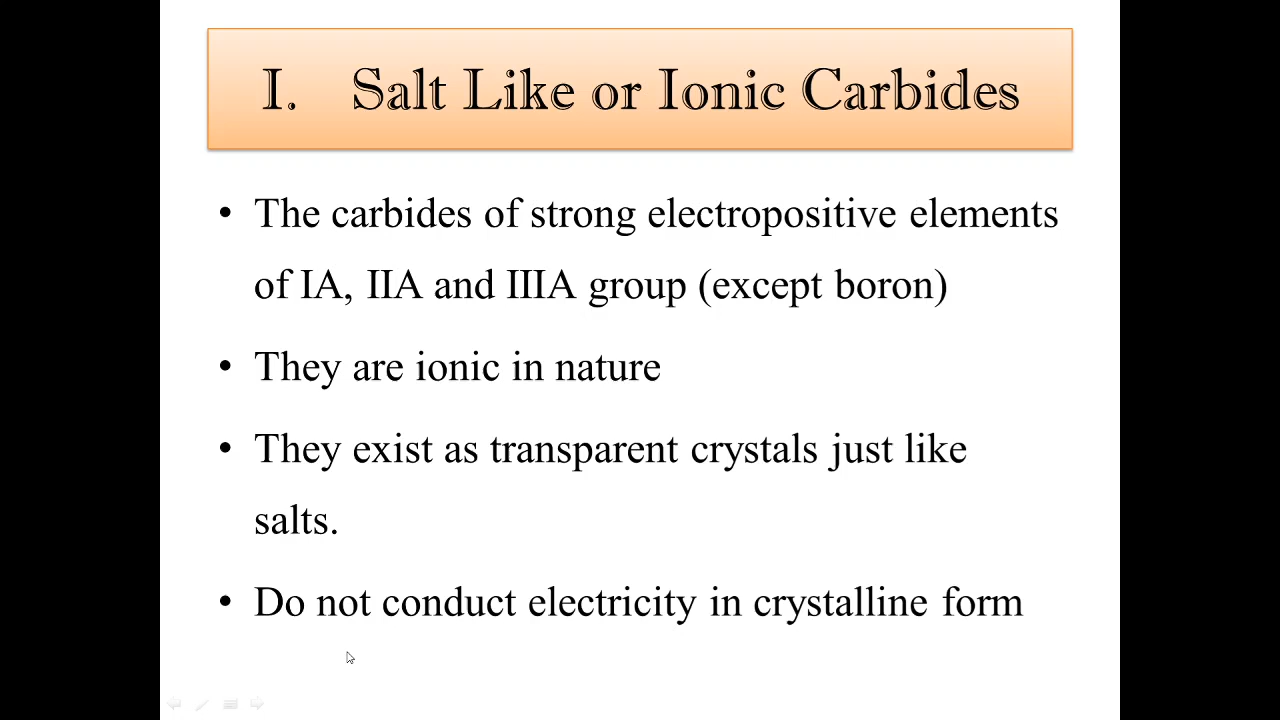 I. Salt Like or Ionic Carbides
• The carbides of strong electropositive elements
of IA, IIA and IIIA group (except boron)
• They are ionic in nature
• They exist as transparent crystals just like
salts.
• Do not conduct electricity in crystalline form